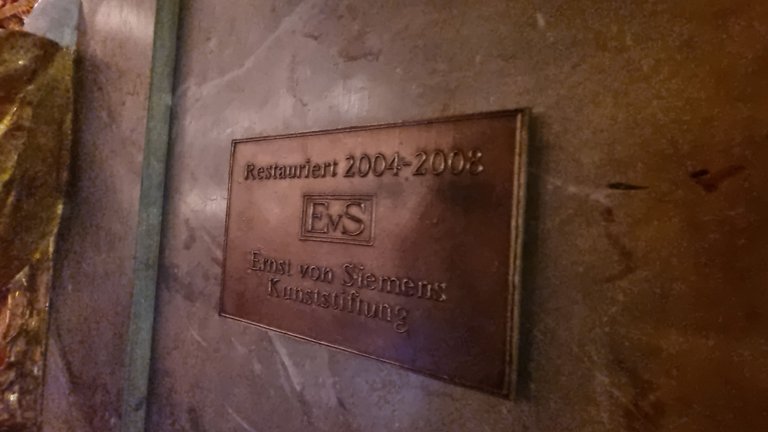 Restauriert 2004-2008
EvS
Ernst von Siemens
Kunststiftung